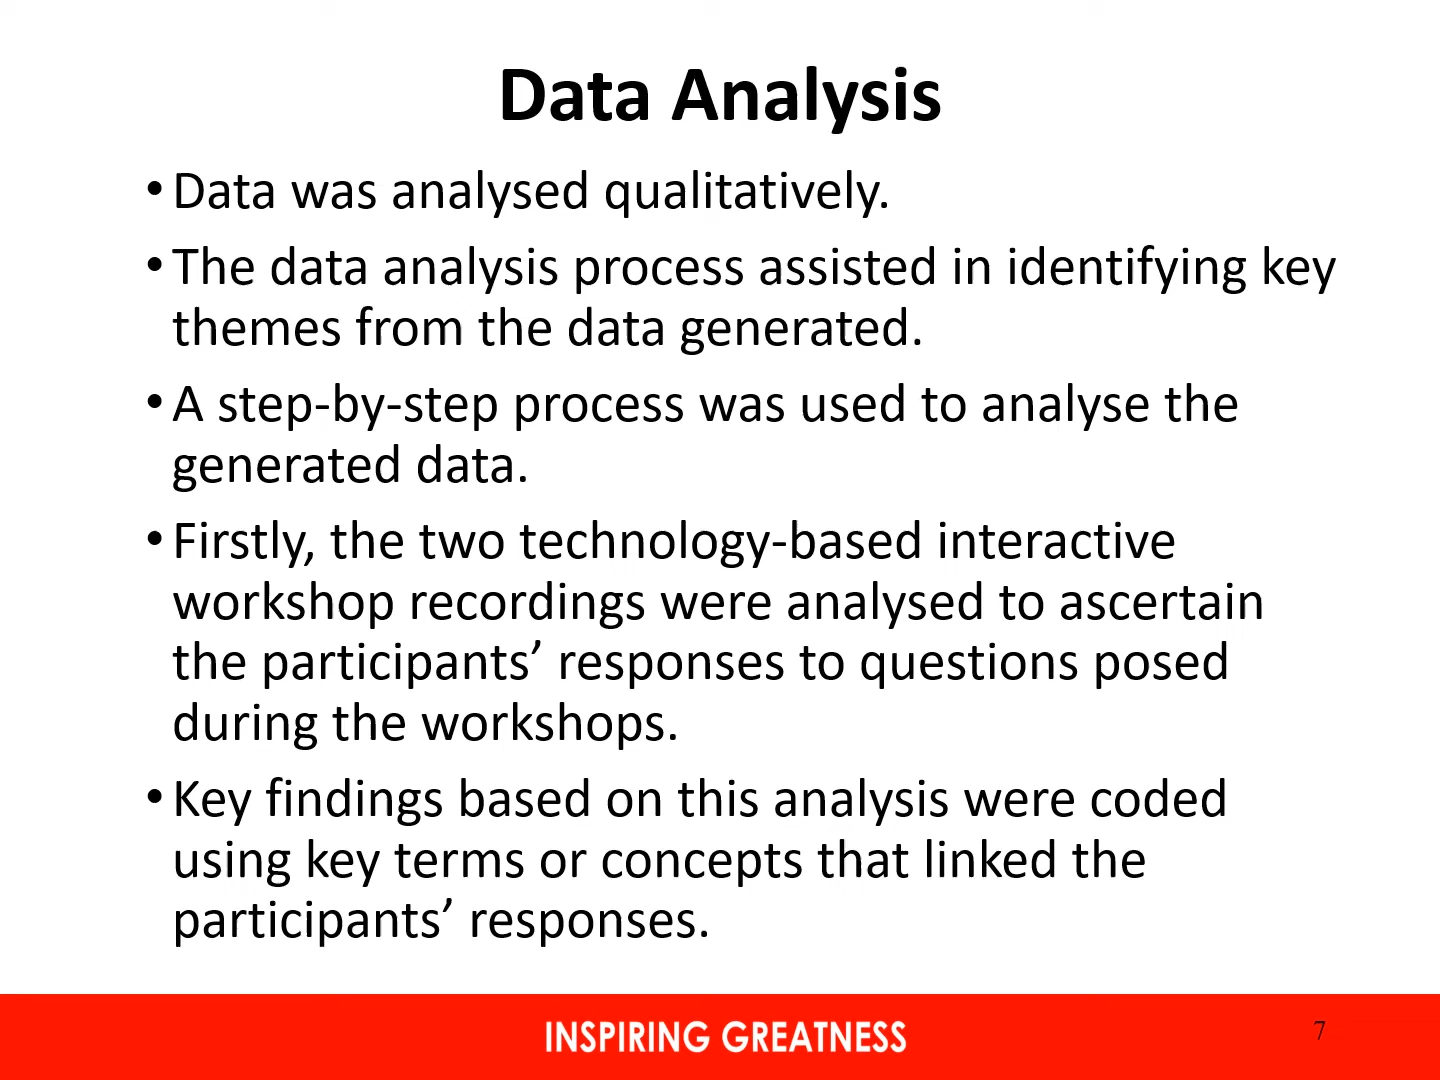 Data Analysis
• Data was analysed qualitatively.
• The data analysis process assisted in identifying key
themes from the data generated.
• A step-by-step process was used to analyse the
generated data.
• Firstly, the two technology-based interactive
workshop recordings were analysed to ascertain
the participants’ responses to questions posed
during the workshops.
• Key findings based on this analysis were coded
using key terms or concepts that linked the
participants’ responses.
INSPIRING GREATNESS
7